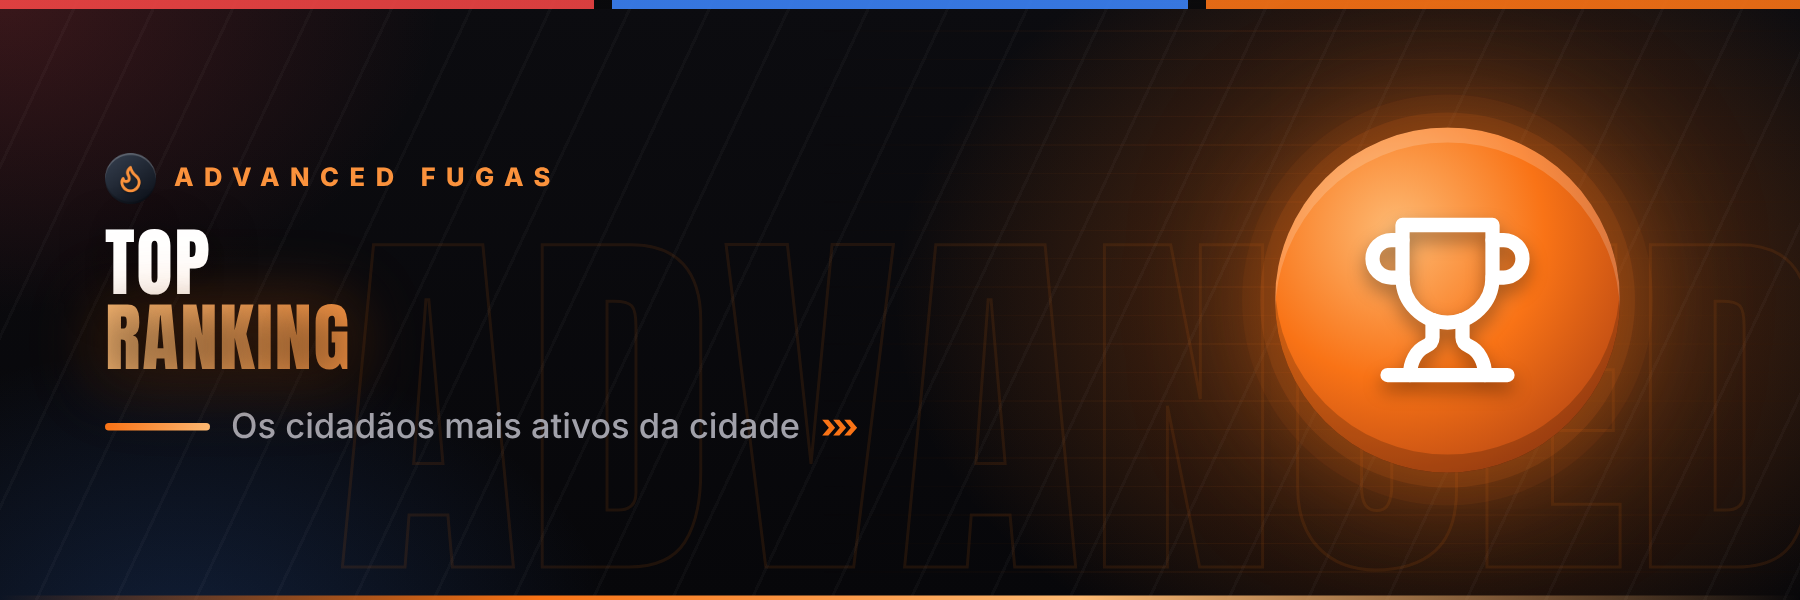 ADVANCED FUGAS
TOP
RANKING
Os cidadãos mais ativos da cidade
ADVANCED